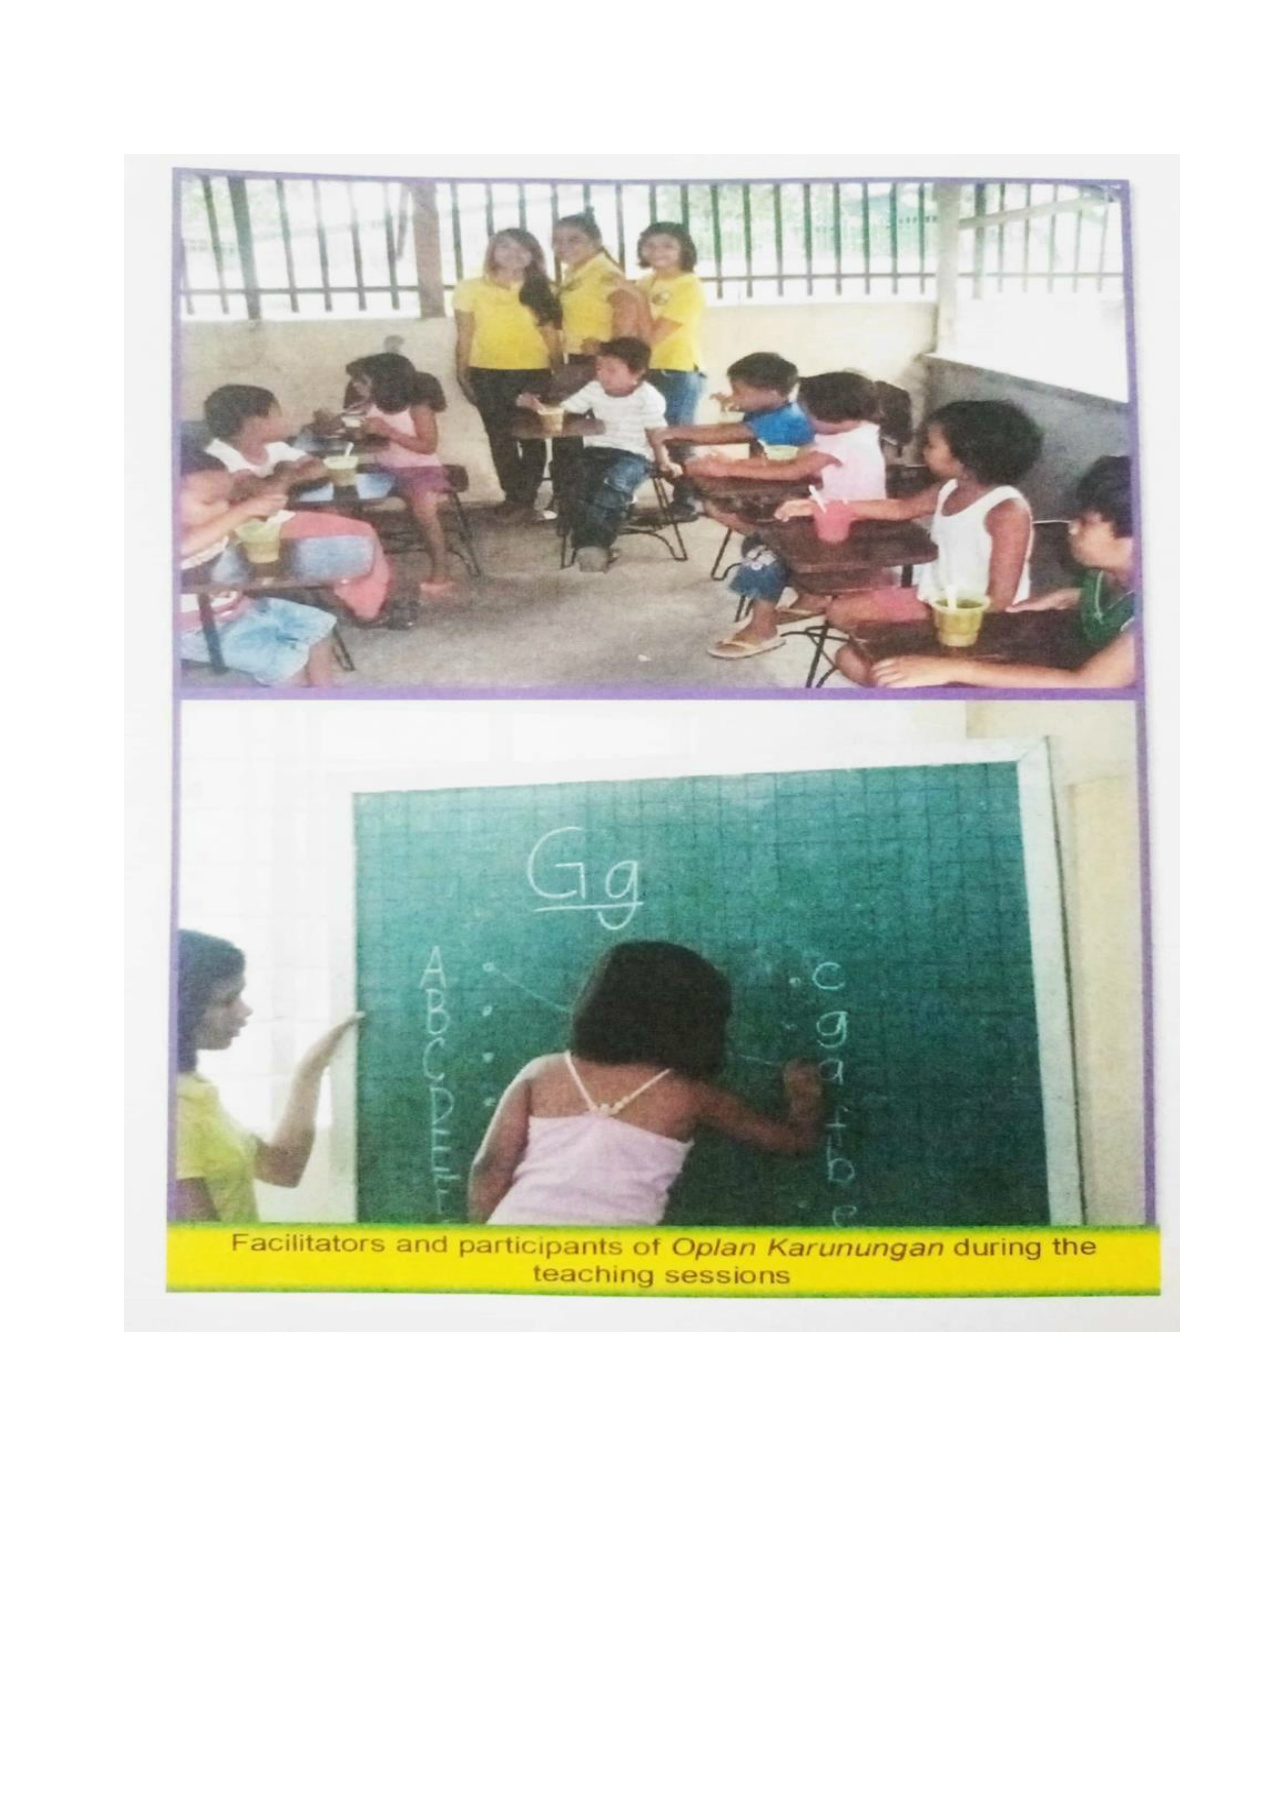 Gg
A
B
C
D
E
F
c
g
a
f
b
e
Facilitators and participants of Oplan Karunungan during the
teaching sessions